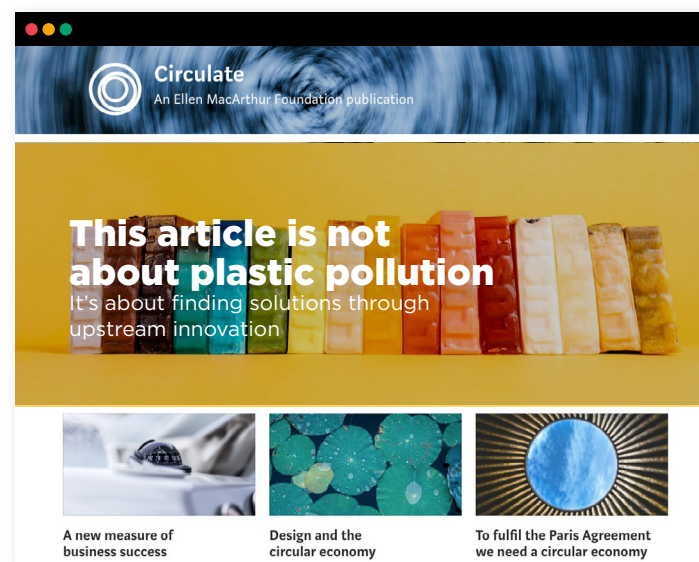 Circulate
An Ellen MacArthur Foundation publication
This article is not
about plastic pollution
It's about finding solutions through
upstream innovation
A new measure of
business success
Design and the
circular economy
To fulfil the Paris Agreement
we need a circular economy